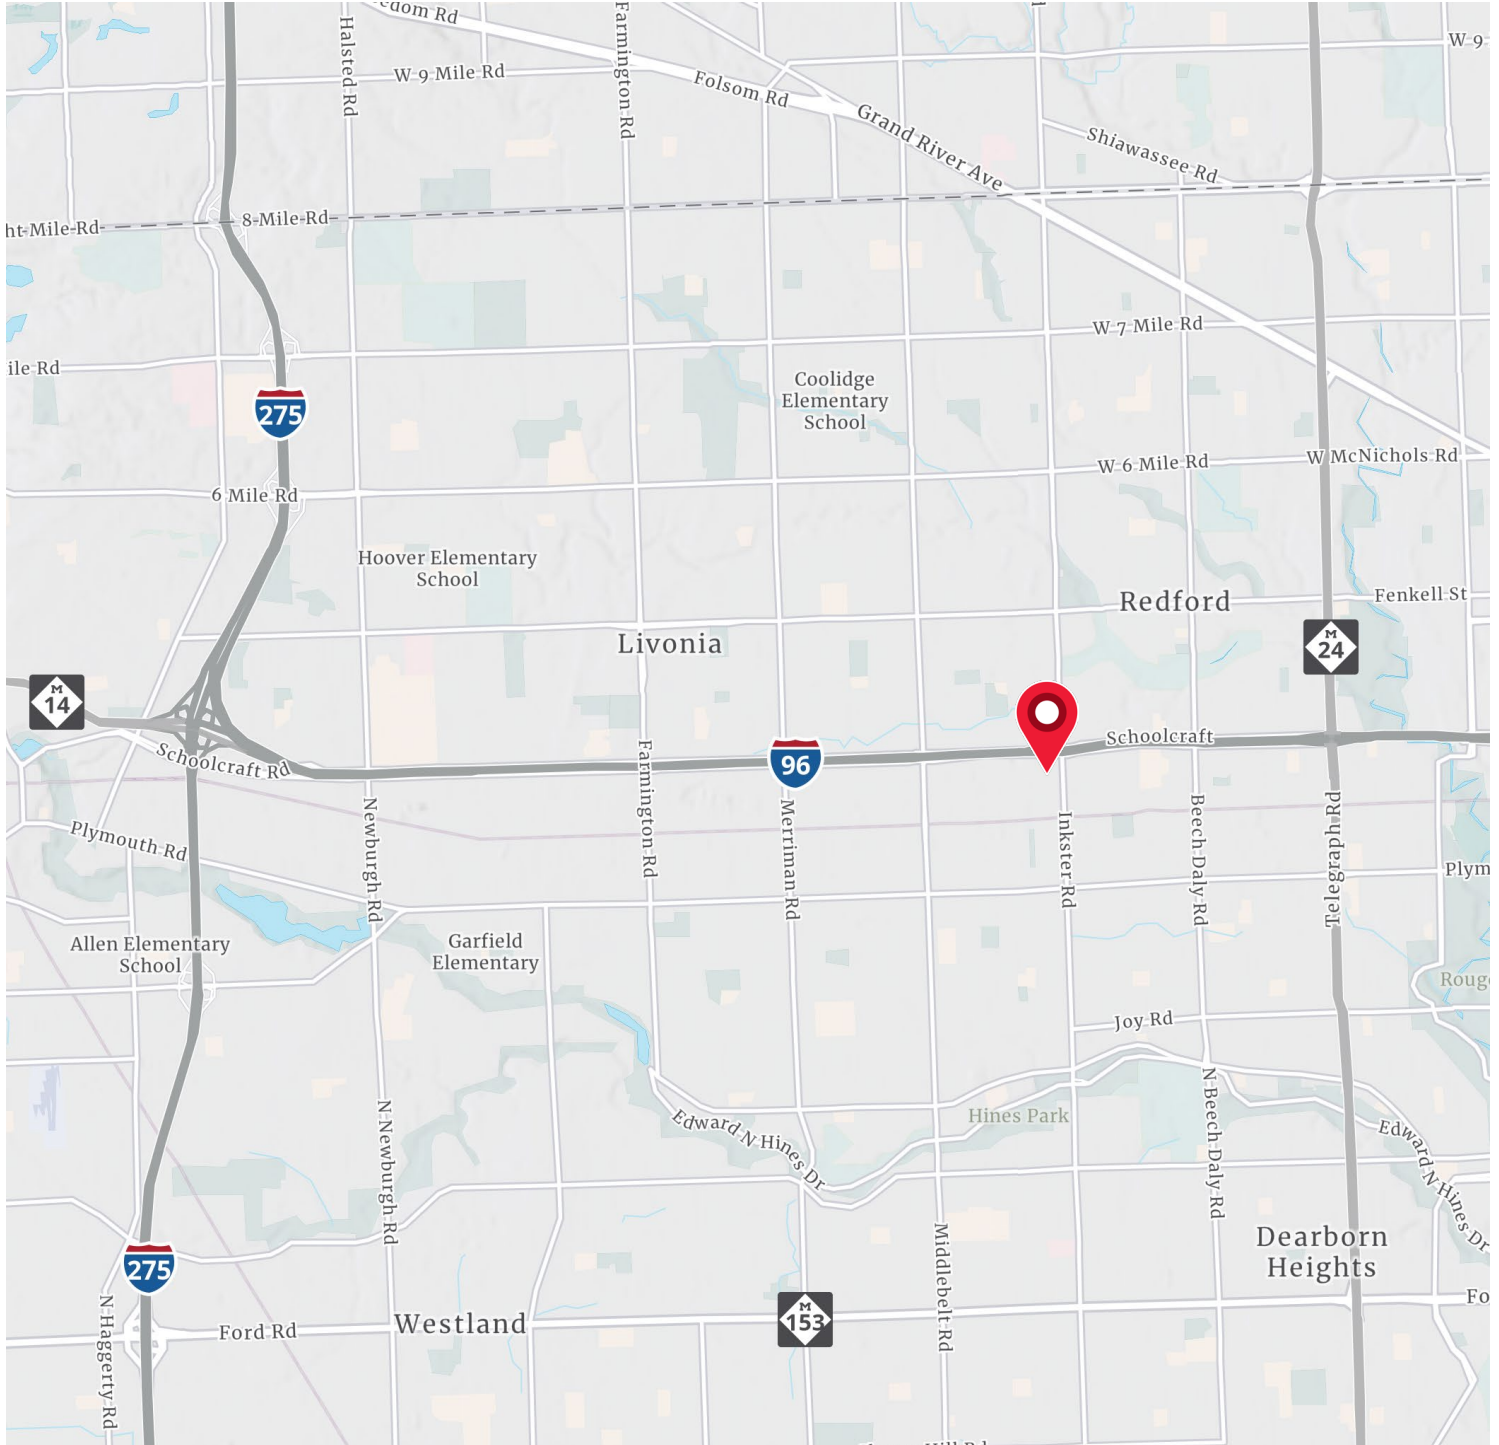 edom Rd
Halsted Rd
Farmington Rd
W 9 Mile Rd
W 9
Folsom Rd
Grand River Ave
Shiawassee Rd
ht Mile Rd
8 Mile Rd
W 7 Mile Rd
ile Rd
Coolidge
Elementary
School
275
W 6 Mile Rd
W McNichols Rd
6 Mile Rd
Hoover Elementary
School
Redford
Fenkell St
Livonia
M
24
M
14
Schoolcraft
Schoolcraft Rd
96
Farmington Rd
Newburgh Rd
Merriman Rd
Inkster Rd
Beech Daly Rd
Telegraph Rd
Plymouth Rd
Plym
Allen Elementary
School
Garfield
Elementary
Roug
Joy Rd
N Beech Daly Rd
N Newburgh Rd
Hines Park
Edward N Hines Dr
Edward N Hines Dr
Middlebelt Rd
Dearborn
Heights
275
N Haggerty Rd
Ford Rd
Westland
M
153
Fo